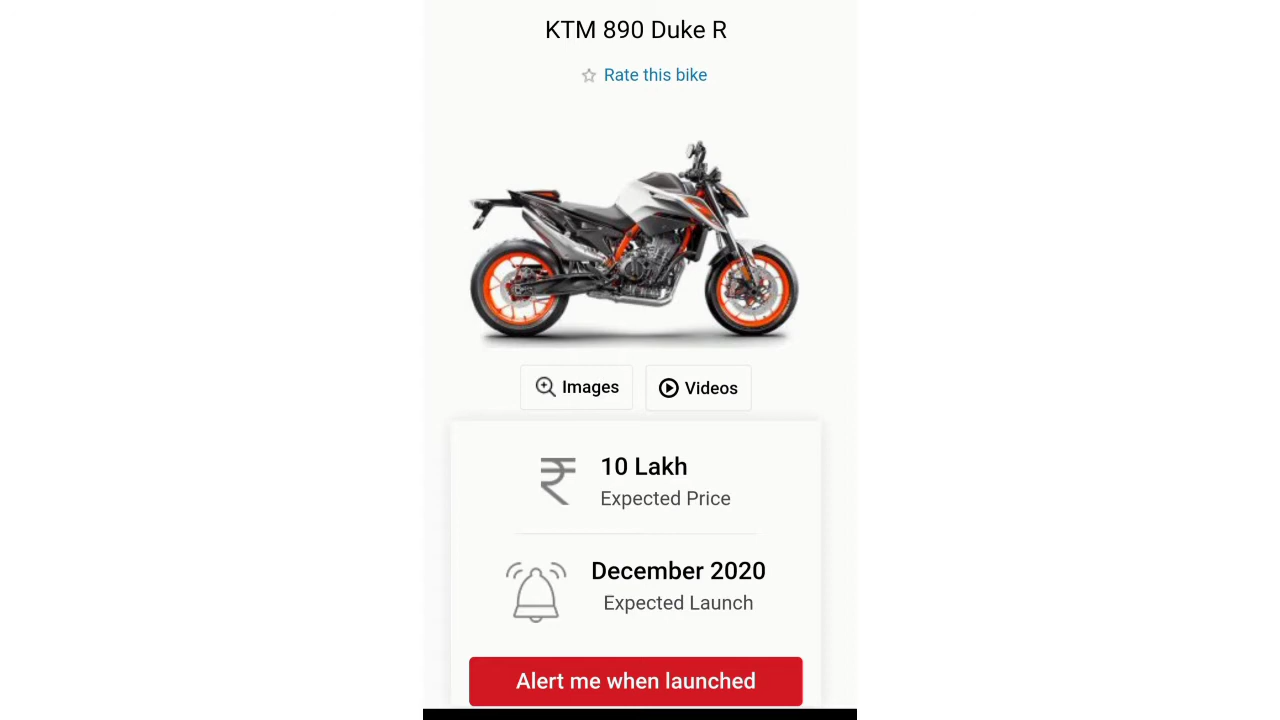 KTM 890 Duke R
Rate this bike
Images
Videos
₹
10 Lakh
Expected Price
December 2020
Expected Launch
Alert me when launched